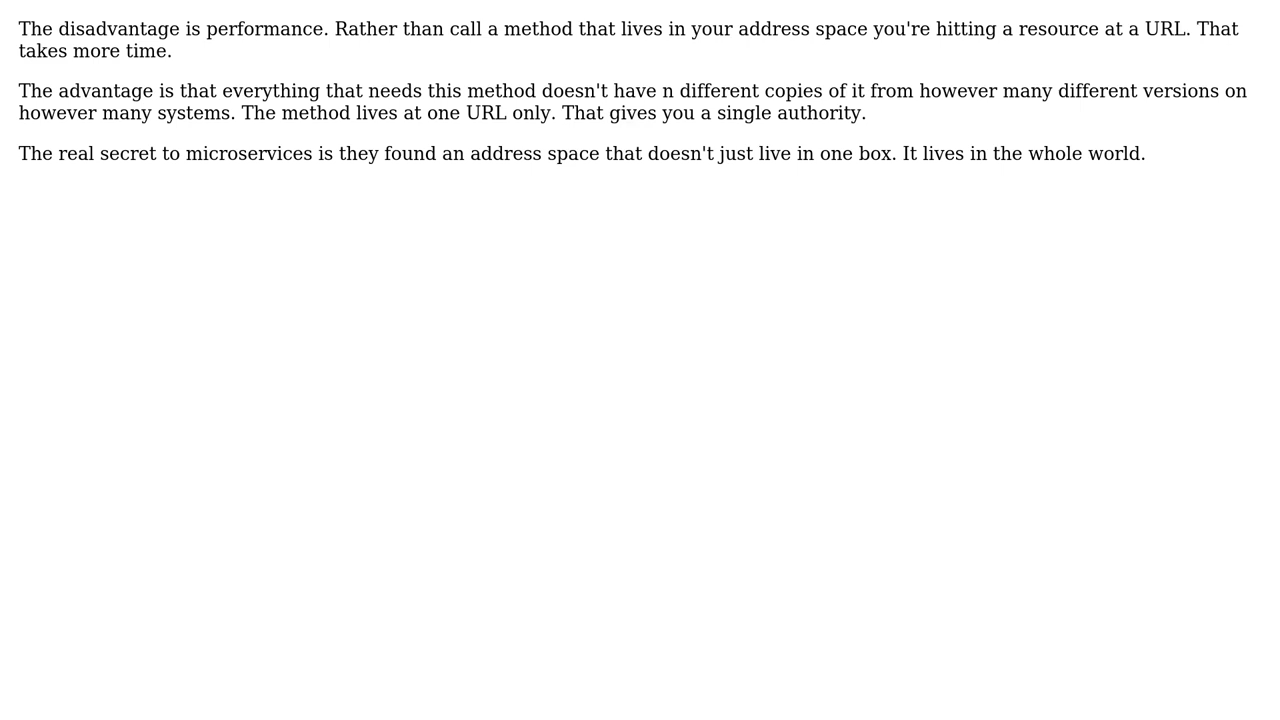 The disadvantage is performance. Rather than call a method that lives in your address space you're hitting a resource at a URL. That
takes more time.
The advantage is that everything that needs this method doesn't have n different copies of it from however many different versions on
however many systems. The method lives at one URL only. That gives you a single authority.
The real secret to microservices is they found an address space that doesn't just live in one box. It lives in the whole world.